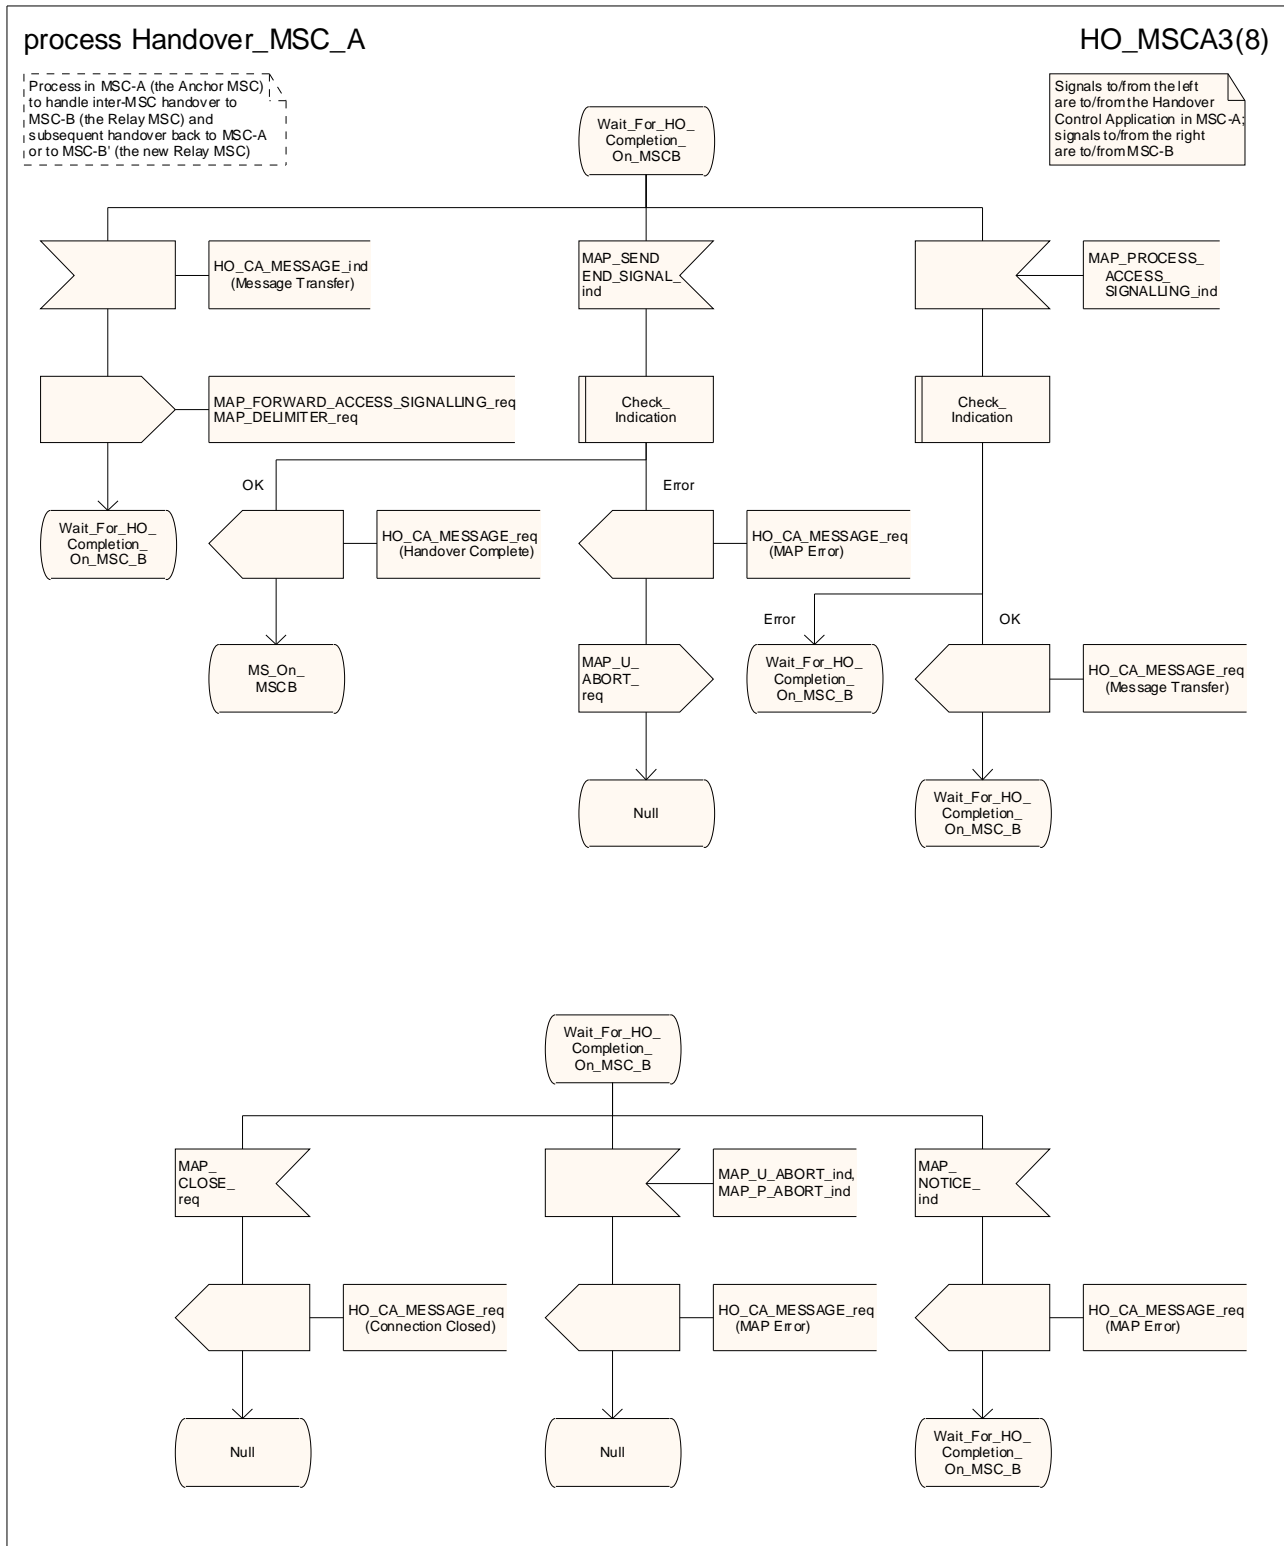 process Handover_MSC_A
HO_MSCA3(8)
Process in MSC-A (the Anchor MSC)
to handle inter-MSC handover to
MSC-B (the Relay MSC) and
subsequent handover back to MSC-A
or to MSC-B' (the new Relay MSC)
Signals to/from the left
are to/from the Handover
Control Application in MSC-A;
signals to/from the right
are to/from MSC-B
Wait_For_HO_
Completion_
On_MSCB
HO_CA_MESSAGE_ind
(Message Transfer)
MAP_SEND
END_SIGNAL_
ind
MAP_PROCESS_
ACCESS_
SIGNALLING_ind
MAP_FORWARD_ACCESS_SIGNALLING_req
MAP_DELIMITER_req
Check_
Indication
Check_
Indication
OK
Error
Wait_For_HO_
Completion_
On_MSC_B
HO_CA_MESSAGE_req
(Handover Complete)
HO_CA_MESSAGE_req
(MAP Error)
Error
OK
MS_On_
MSCB
MAP_U_
ABORT_
req
Wait_For_HO_
Completion_
On_MSC_B
HO_CA_MESSAGE_req
(Message Transfer)
Null
Wait_For_HO_
Completion_
On_MSC_B
Wait_For_HO_
Completion_
On_MSC_B
MAP_
CLOSE_
req
MAP_U_ABORT_ind,
MAP_P_ABORT_ind
MAP_
NOTICE_
ind
HO_CA_MESSAGE_req
(Connection Closed)
HO_CA_MESSAGE_req
(MAP Error)
HO_CA_MESSAGE_req
(MAP Error)
Null
Null
Wait_For_HO_
Completion_
On_MSC_B